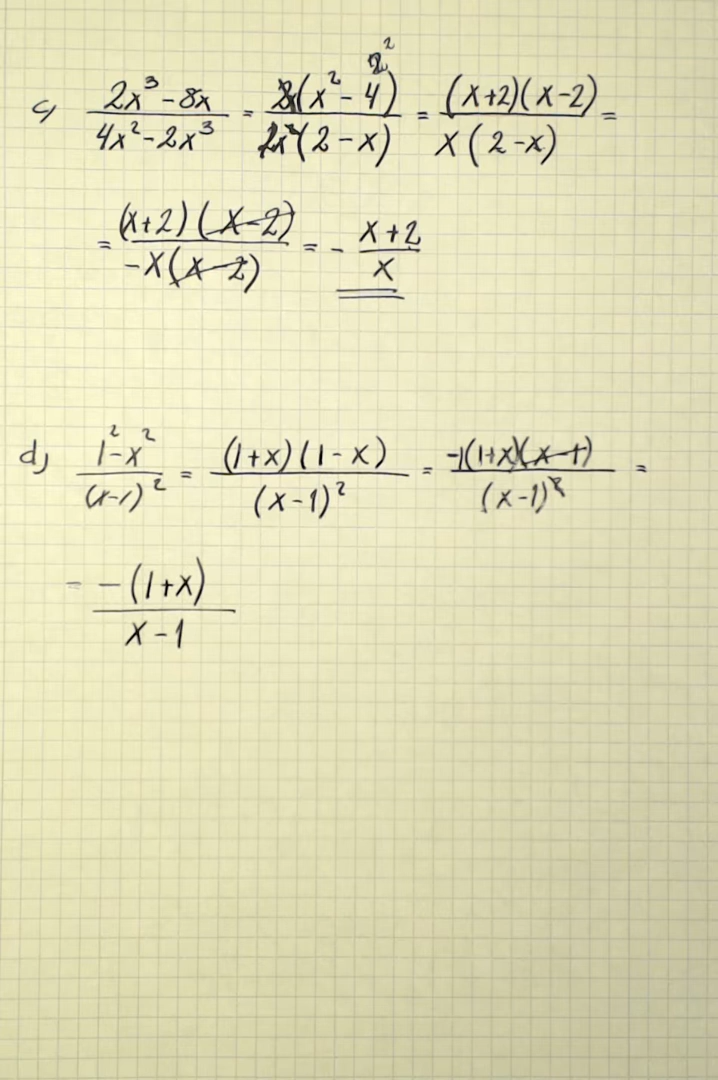 c) (2x³-8x)/(4x²-2x³) = 2x(x²-4)/2x²(2-x) = (x+2)(x-2)/x(2-x) =
= (x+2)(x-2)/-x(x-2) = - (x+2)/x
d) (1²-x²)/(x-1)² = (1+x)(1-x)/(x-1)² = -1(1+x)(x-1)/(x-1)² =
= -(1+x)/(x-1)